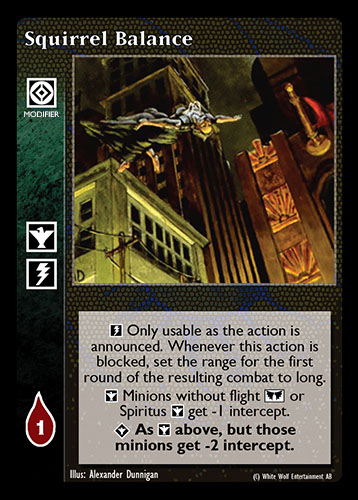 Squirrel Balance
MODIFIER
Only usable as the action is
announced. Whenever this action is
blocked, set the range for the first
round of the resulting combat to long.
Minions without flight or
Spiritus get -1 intercept.
As above, but those
minions get -2 intercept.
1
Illus: Alexander Dunnigan
(C) White Wolf Entertainment AB